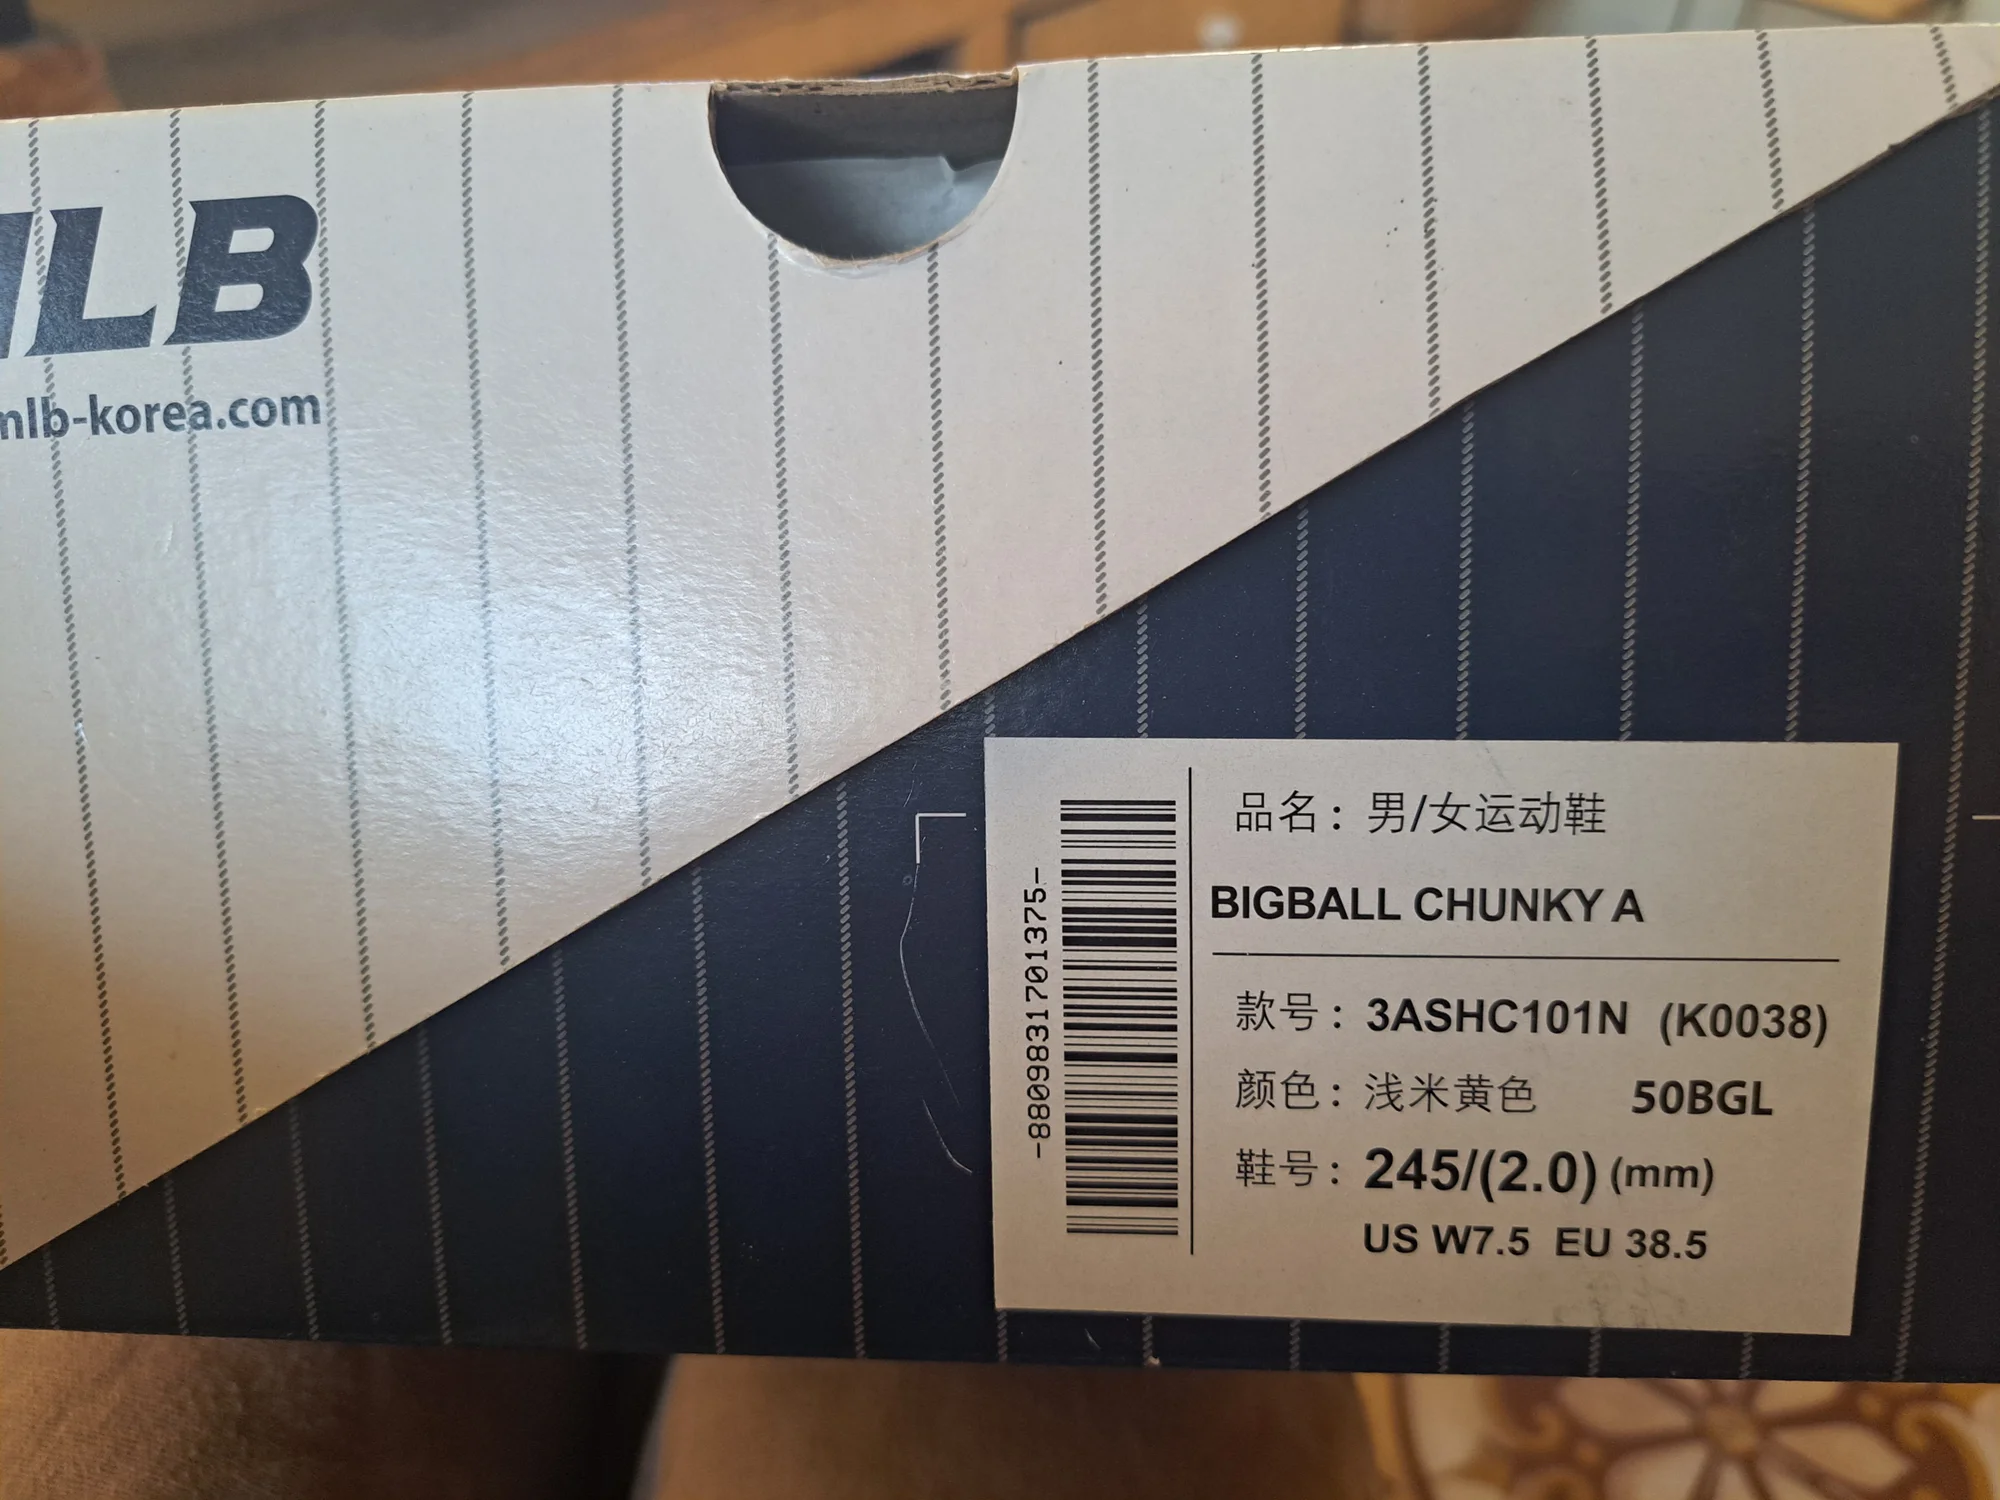 MLB
mlb-korea.com
-8809831701375-
品名：男/女运动鞋
BIGBALL CHUNKY A
款号：3ASHC101N (K0038)
颜色：浅米黄色 50BGL
鞋号：245/(2.0) (mm)
US W7.5 EU 38.5